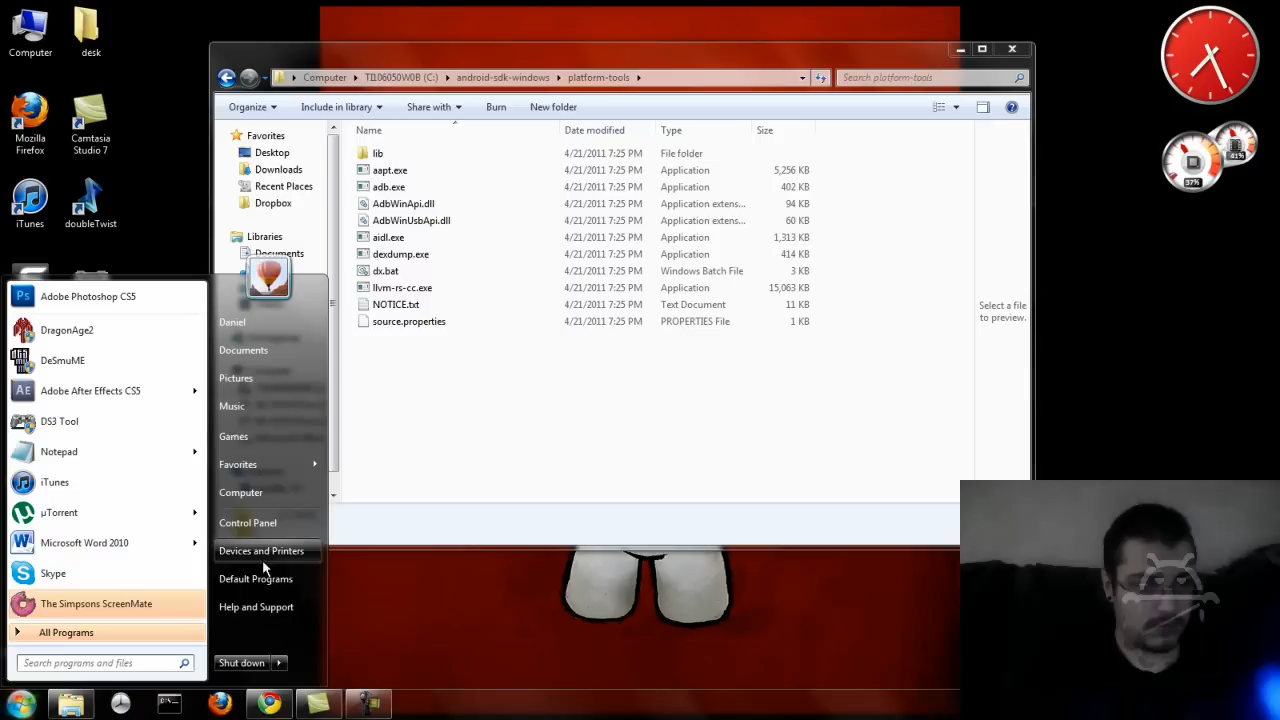 Computer
desk
Mozilla
Firefox
Camtasia
Studio 7
iTunes
doubleTwist
Computer
TI106050W0B (C:)
android-sdk-windows
platform-tools
Search platform-tools
Organize
Include in library
Share with
Burn
New folder
Favorites
Desktop
Downloads
Recent Places
Dropbox
Libraries
Documents
Name
Date modified
Type
Size
lib
4/21/2011 7:25 PM
File folder
aapt.exe
4/21/2011 7:25 PM
Application
5,256 KB
adb.exe
4/21/2011 7:25 PM
Application
402 KB
AdbWinApi.dll
4/21/2011 7:25 PM
Application extens...
94 KB
AdbWinUsbApi.dll
4/21/2011 7:25 PM
Application extens...
60 KB
aidl.exe
4/21/2011 7:25 PM
Application
1,313 KB
dexdump.exe
4/21/2011 7:25 PM
Application
414 KB
dx.bat
4/21/2011 7:25 PM
Windows Batch File
3 KB
llvm-rs-cc.exe
4/21/2011 7:25 PM
Application
15,063 KB
NOTICE.txt
4/21/2011 7:25 PM
Text Document
11 KB
source.properties
4/21/2011 7:25 PM
PROPERTIES File
1 KB
Select a file
to preview.
41%
37%
Ps
Adobe Photoshop CS5
DragonAge2
DeSmuME
AE
Adobe After Effects CS5
DS3 Tool
Notepad
iTunes
µTorrent
Microsoft Word 2010
Skype
The Simpsons ScreenMate
All Programs
Search programs and files
Daniel
Documents
Pictures
Music
Games
Favorites
Computer
Control Panel
Devices and Printers
Default Programs
Help and Support
Shut down